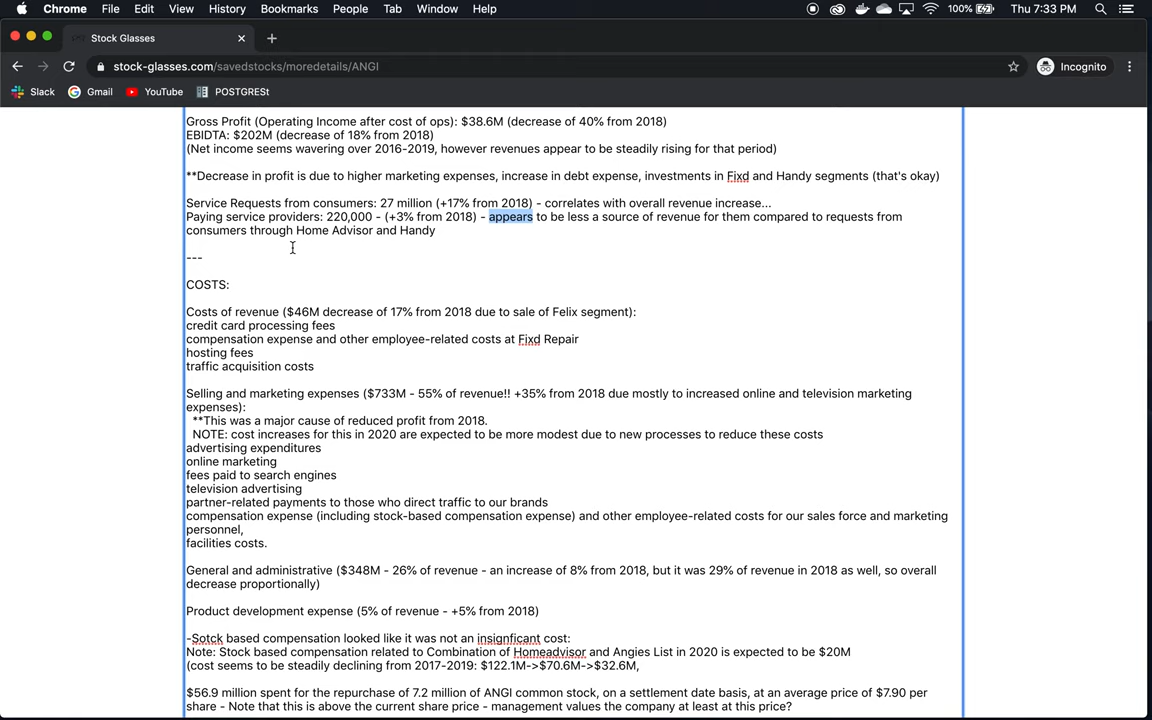 Chrome File Edit View History Bookmarks People Tab Window Help 100% Thu 7:33 PM
Stock Glasses
stock-glasses.com/savedstocks/moredetails/ANGI Incognito
Slack Gmail YouTube POSTGRESt
Gross Profit (Operating Income after cost of ops): $38.6M (decrease of 40% from 2018)
EBIDTA: $202M (decrease of 18% from 2018)
(Net income seems wavering over 2016-2019, however revenues appear to be steadily rising for that period)
**Decrease in profit is due to higher marketing expenses, increase in debt expense, investments in Fixd and Handy segments (that's okay)
Service Requests from consumers: 27 million (+17% from 2018) - correlates with overall revenue increase...
Paying service providers: 220,000 - (+3% from 2018) - appears to be less a source of revenue for them compared to requests from
consumers through Home Advisor and Handy
---
COSTS:
Costs of revenue ($46M decrease of 17% from 2018 due to sale of Felix segment):
credit card processing fees
compensation expense and other employee-related costs at Fixd Repair
hosting fees
traffic acquisition costs
Selling and marketing expenses ($733M - 55% of revenue!! +35% from 2018 due mostly to increased online and television marketing
expenses):
**This was a major cause of reduced profit from 2018.
NOTE: cost increases for this in 2020 are expected to be more modest due to new processes to reduce these costs
advertising expenditures
online marketing
fees paid to search engines
television advertising
partner-related payments to those who direct traffic to our brands
compensation expense (including stock-based compensation expense) and other employee-related costs for our sales force and marketing
personnel,
facilities costs.
General and administrative ($348M - 26% of revenue - an increase of 8% from 2018, but it was 29% of revenue in 2018 as well, so overall
decrease proportionally)
Product development expense (5% of revenue - +5% from 2018)
-Sotck based compensation looked like it was not an insignficant cost:
Note: Stock based compensation related to Combination of Homeadvisor and Angies List in 2020 is expected to be $20M
(cost seems to be steadily declining from 2017-2019: $122.1M->$70.6M->$32.6M,
$56.9 million spent for the repurchase of 7.2 million of ANGI common stock, on a settlement date basis, at an average price of $7.90 per
share - Note that this is above the current share price - management values the company at least at this price?